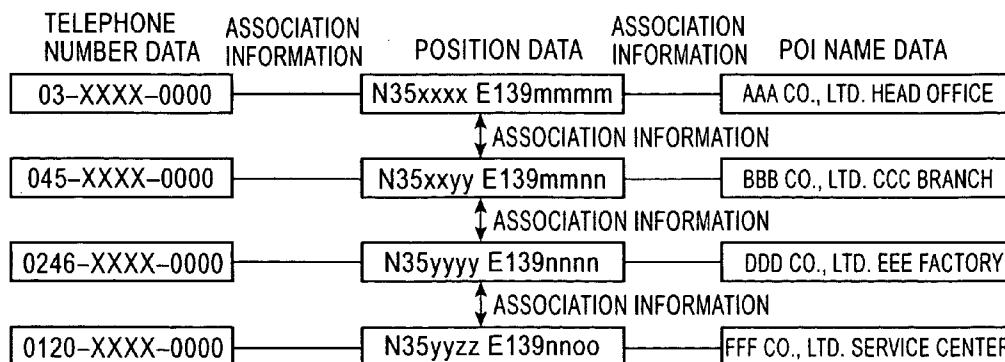 TELEPHONE NUMBER DATA
ASSOCIATION INFORMATION
POSITION DATA
ASSOCIATION INFORMATION
POI NAME DATA
03-XXXX-0000
N35xxxx E139mmmm
AAA CO., LTD. HEAD OFFICE
ASSOCIATION INFORMATION
045-XXXX-0000
N35xxyy E139mmnn
BBB CO., LTD. CCC BRANCH
ASSOCIATION INFORMATION
0246-XXXX-0000
N35yyyy E139nnnn
DDD CO., LTD. EEE FACTORY
ASSOCIATION INFORMATION
0120-XXXX-0000
N35yyzz E139nnoo
FFF CO., LTD. SERVICE CENTER